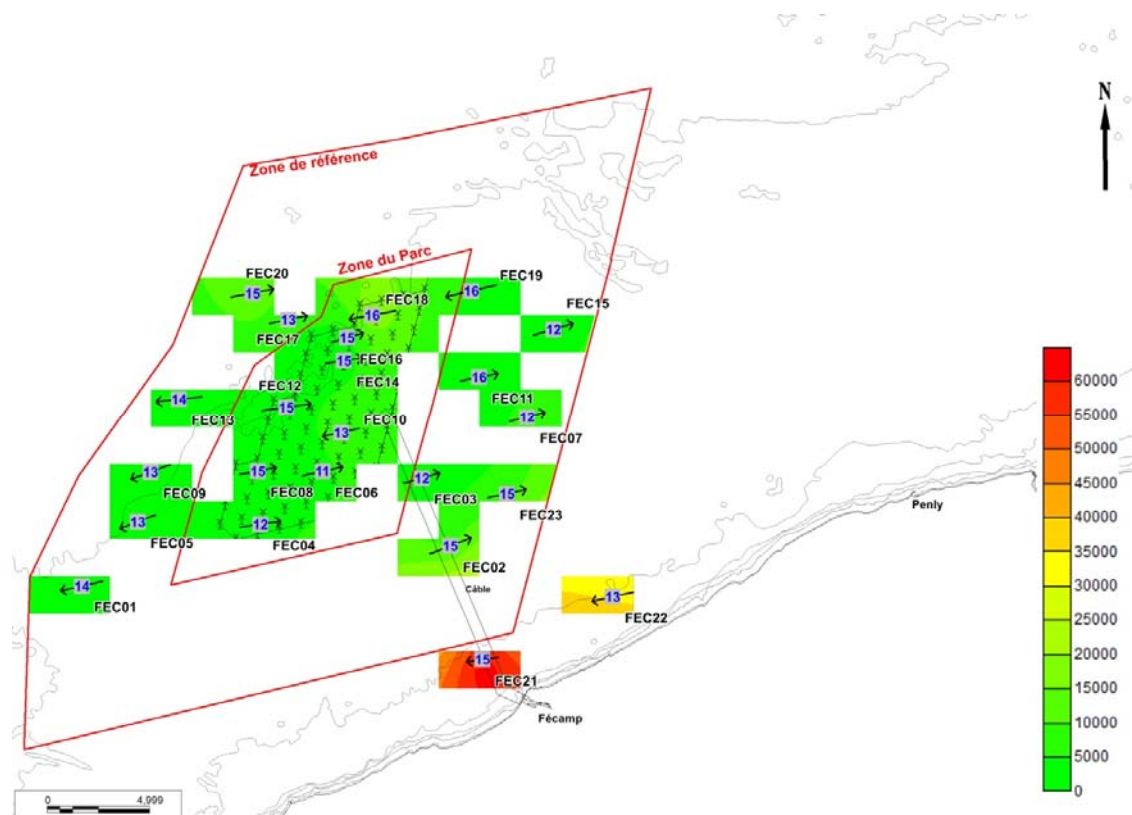 N
Zone de référence
Zone du Parc
FEC20
FEC19
15
16
FEC18
FEC15
13
16
12
FEC17
15
15
FEC16
16
FEC14
FEC12
FEC11
14
15
12
FEC13
FEC10
FEC07
13
13
15
11
12
FEC09
FEC08
FEC06
FEC03
15
FEC23
13
12
FEC05
FEC04
15
FEC02
14
Câble
FEC01
13
FEC22
15
FEC21
Penly
Fécamp
60000
55000
50000
45000
40000
35000
30000
25000
20000
15000
10000
5000
0
0 4,999